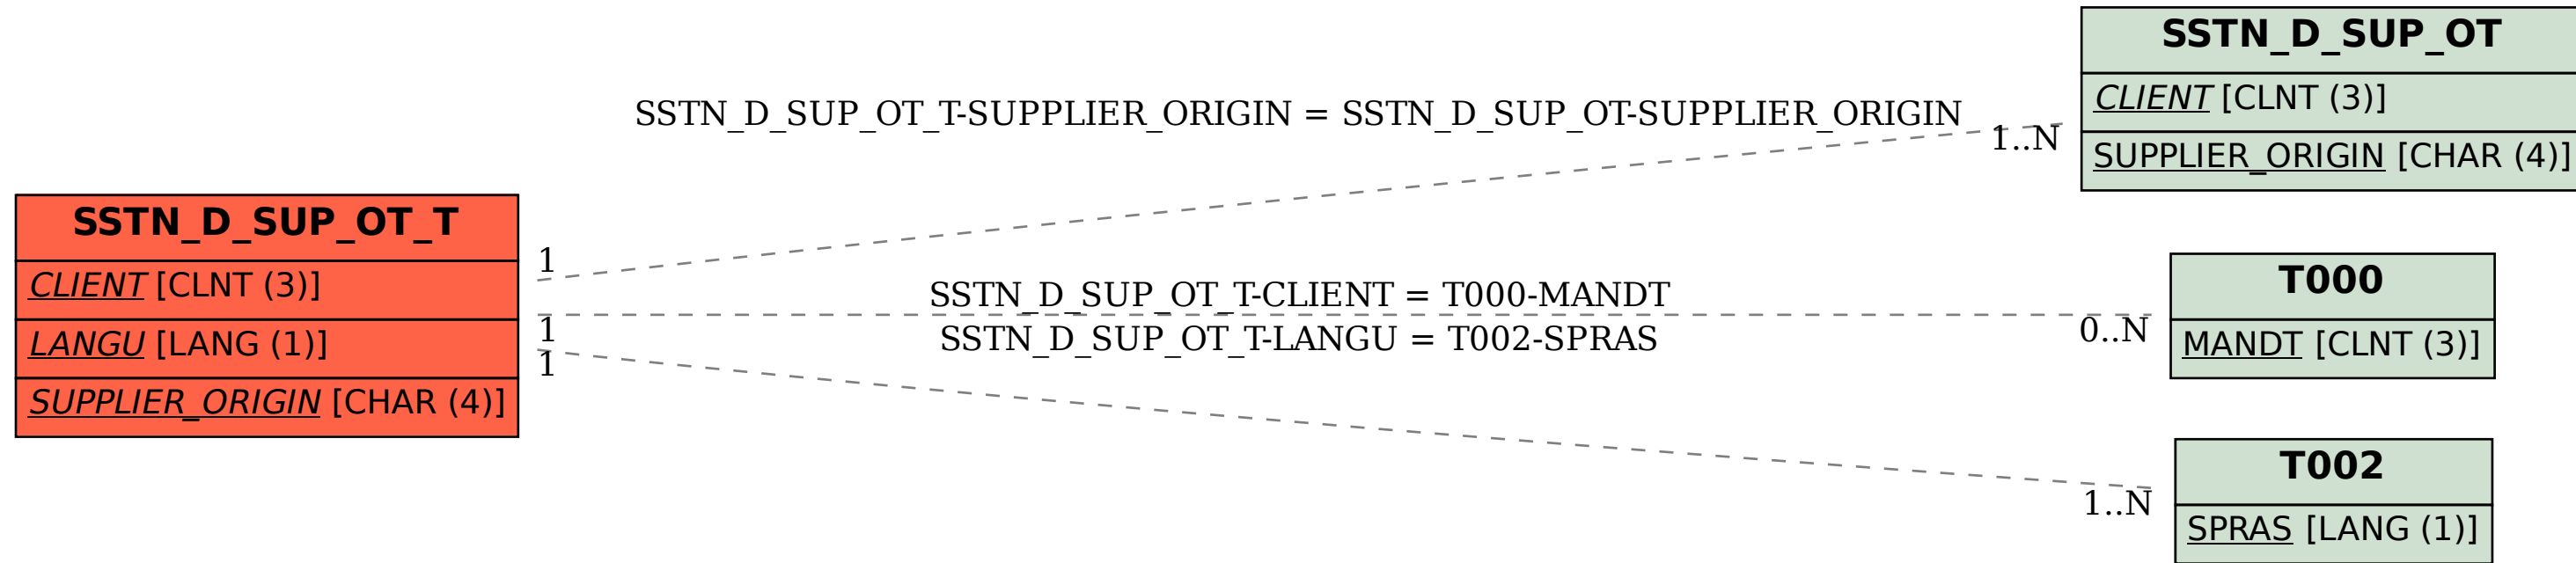 SSTN_D_SUP_OT
CLIENT [CLNT (3)]
SUPPLIER_ORIGIN [CHAR (4)]
SSTN_D_SUP_OT_T-SUPPLIER_ORIGIN = SSTN_D_SUP_OT-SUPPLIER_ORIGIN
1..N
SSTN_D_SUP_OT_T
CLIENT [CLNT (3)]
LANGU [LANG (1)]
SUPPLIER_ORIGIN [CHAR (4)]
1
1
1
SSTN_D_SUP_OT_T-CLIENT = T000-MANDT
SSTN_D_SUP_OT_T-LANGU = T002-SPRAS
0..N
T000
MANDT [CLNT (3)]
1..N
T002
SPRAS [LANG (1)]